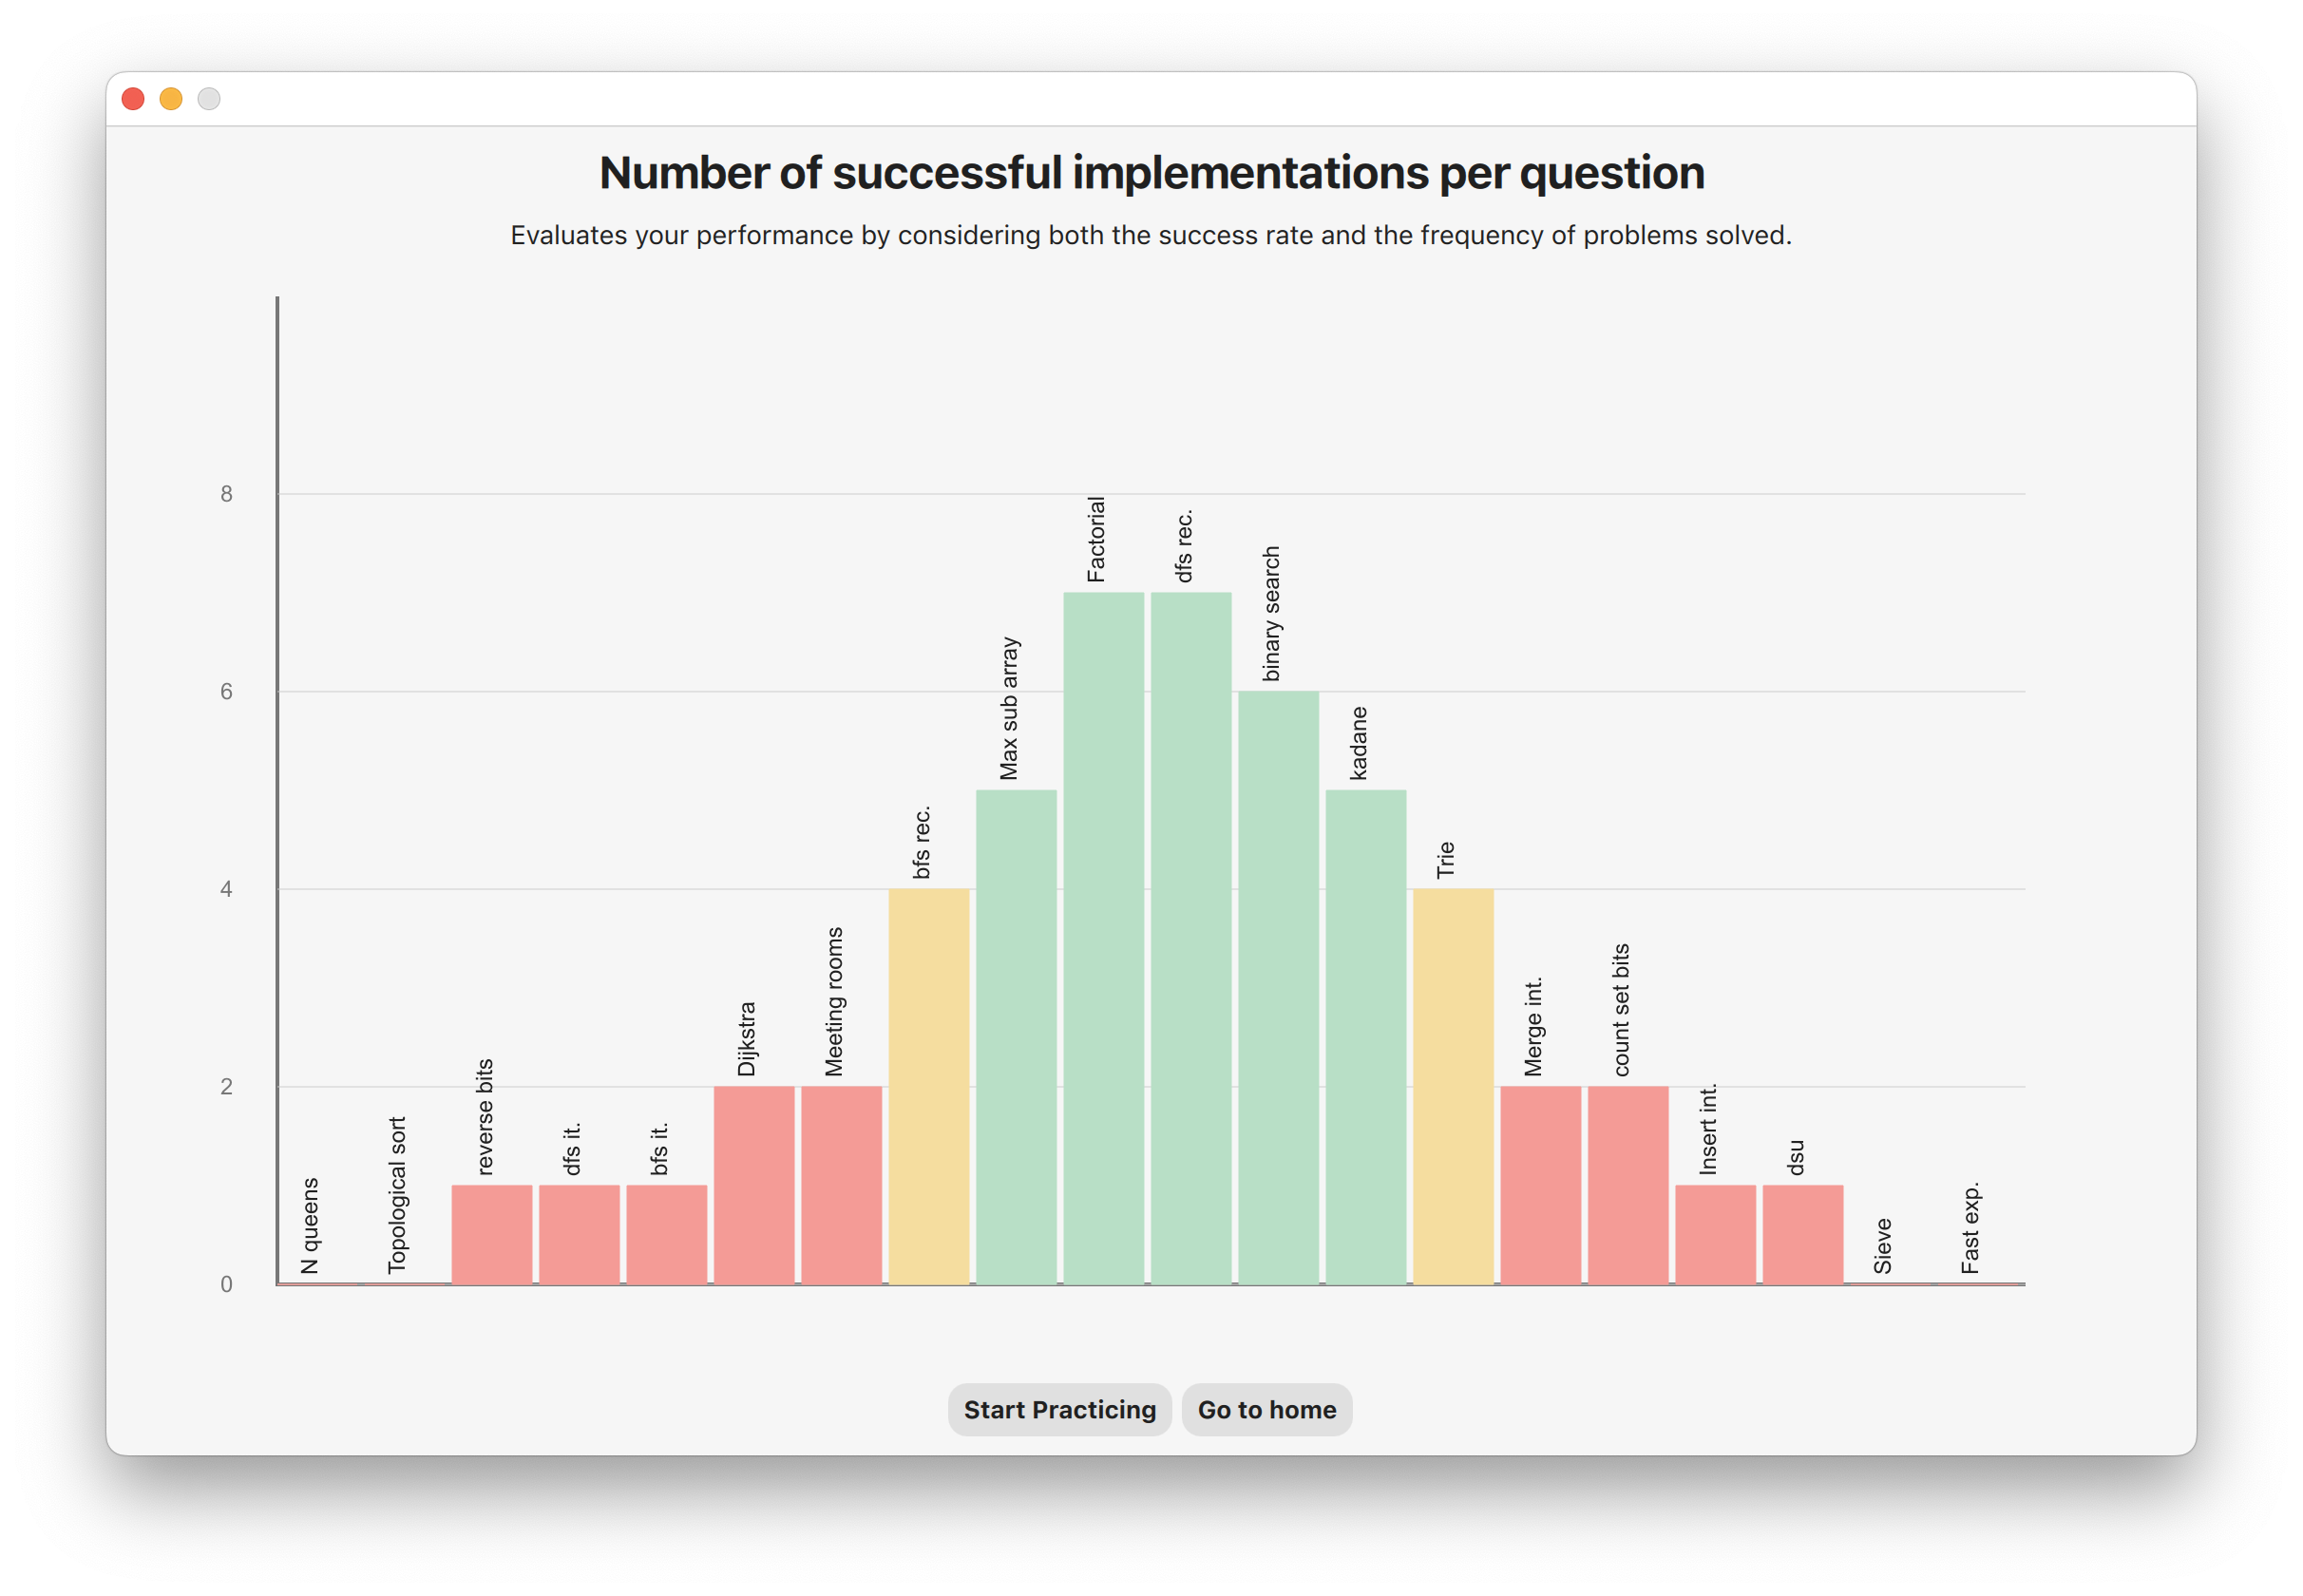 Number of successful implementations per question
Evaluates your performance by considering both the success rate and the frequency of problems solved.
8
6
4
2
0
N queens
Topological sort
reverse bits
dfs it.
bfs it.
Dijkstra
Meeting rooms
bfs rec.
Max sub array
Factorial
dfs rec.
binary search
kadane
Trie
Merge int.
count set bits
Insert int.
dsu
Sieve
Fast exp.
Start Practicing
Go to home